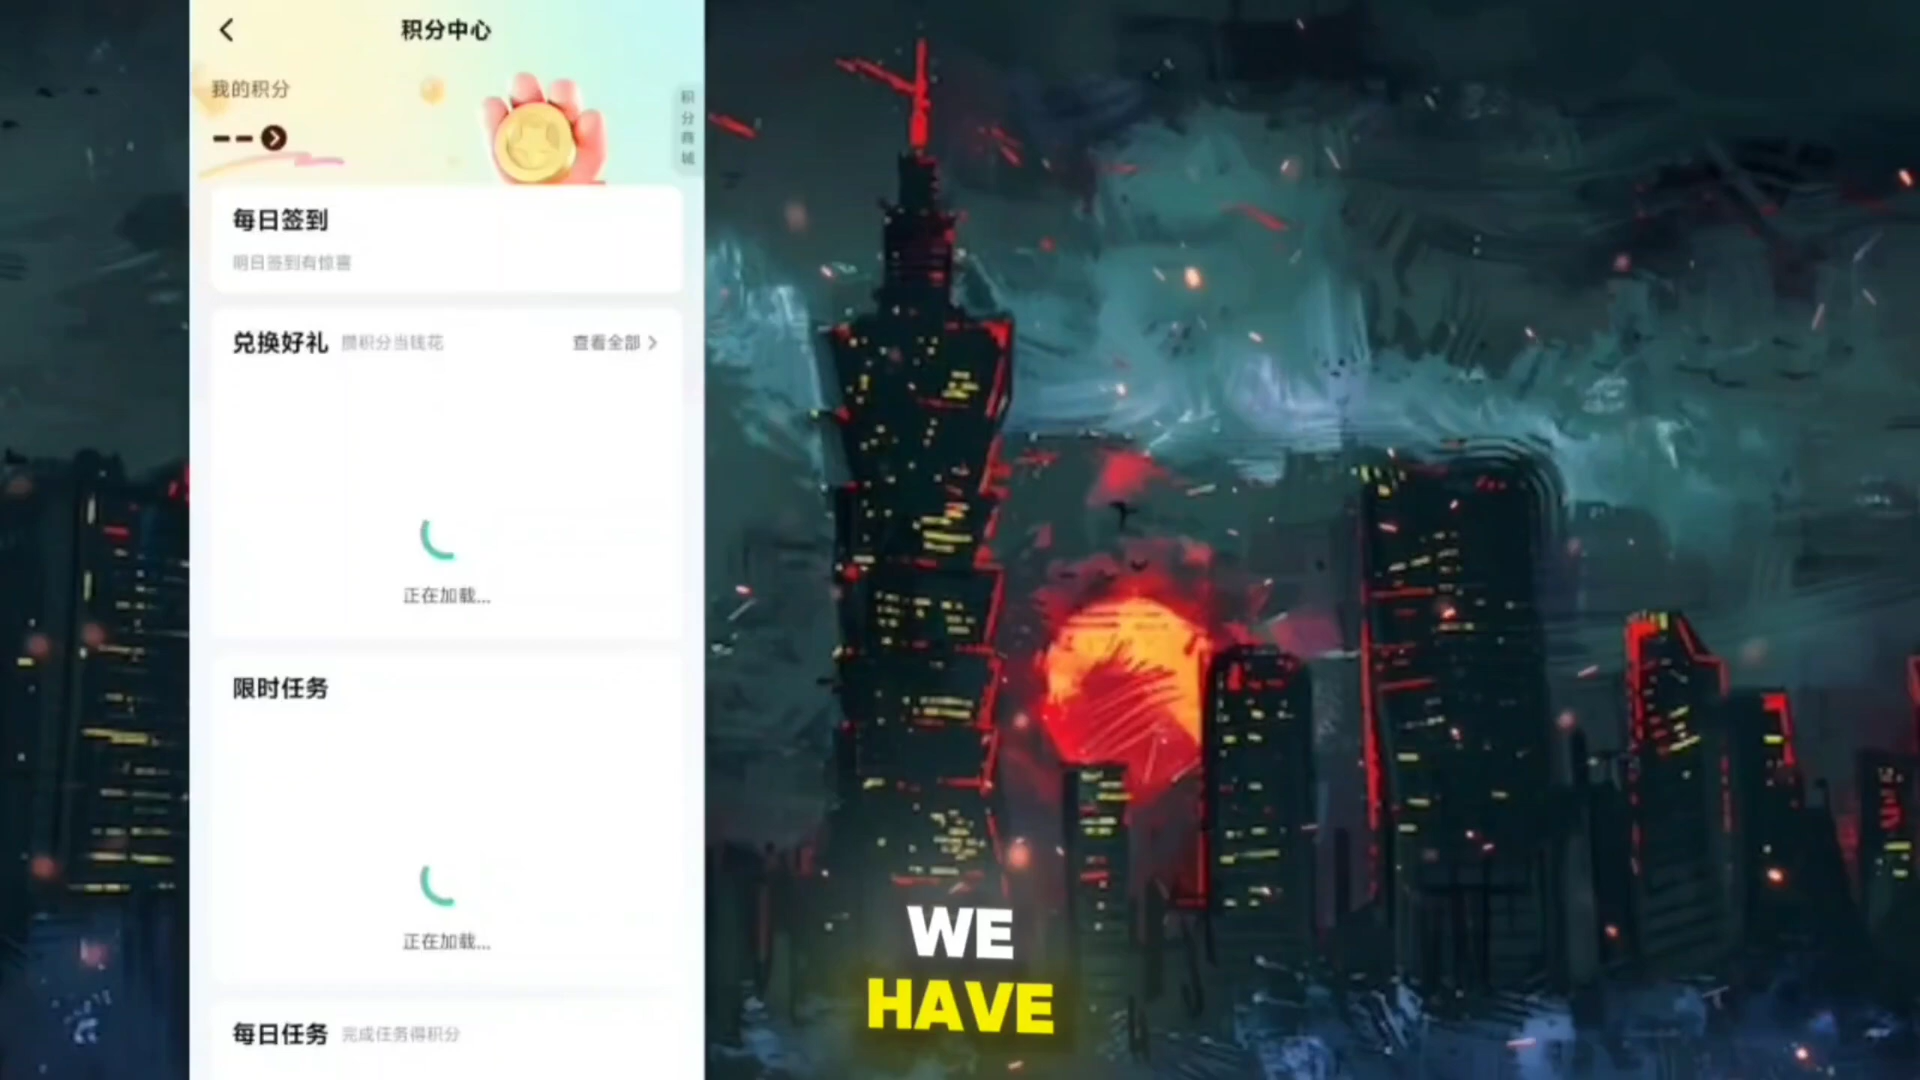 积分中心
我的积分
--
积分商城
每日签到
明日签到有惊喜
兑换好礼 攒积分当钱花 查看全部
正在加载...
限时任务
正在加载...
每日任务 完成任务得积分
WE
HAVE